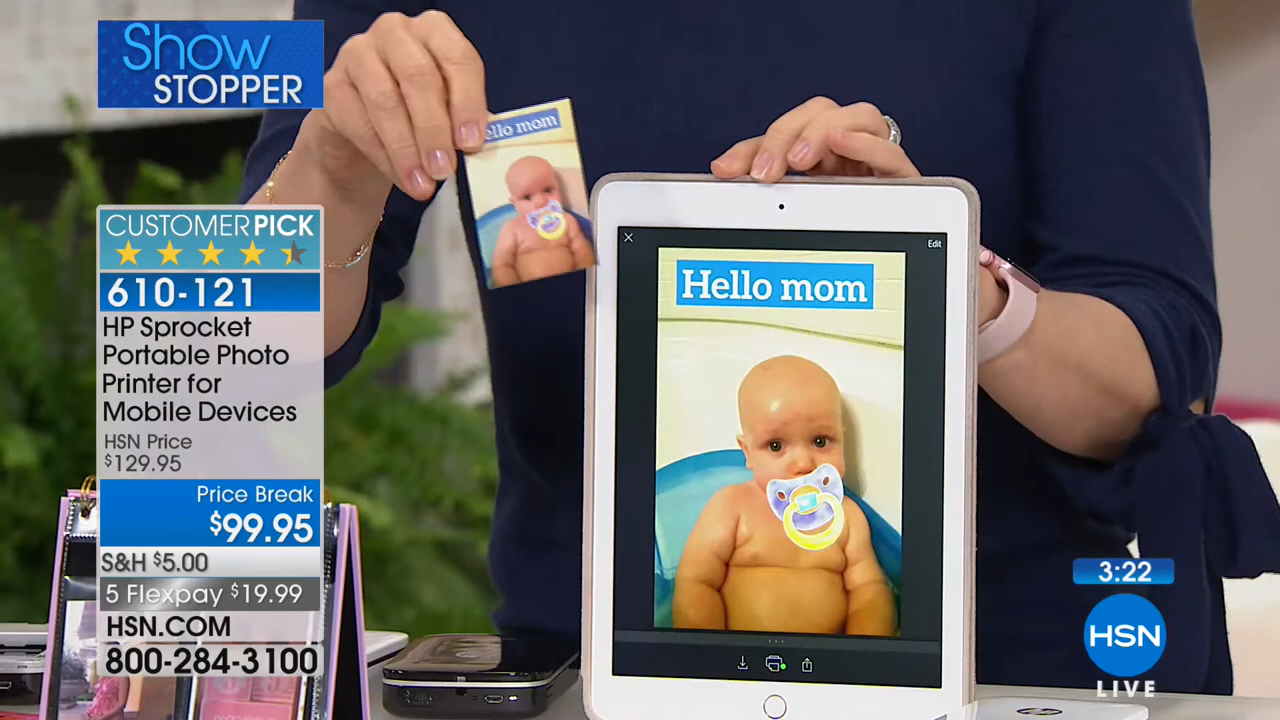 Show
STOPPER
CUSTOMER PICK
610-121
HP Sprocket
Portable Photo
Printer for
Mobile Devices
HSN Price
$129.95
Price Break
$99.95
S&H $5.00
5 Flexpay $19.99
HSN.COM
800-284-3100
ello mom
Edit
Hello mom
3:22
HSN
LIVE
hp